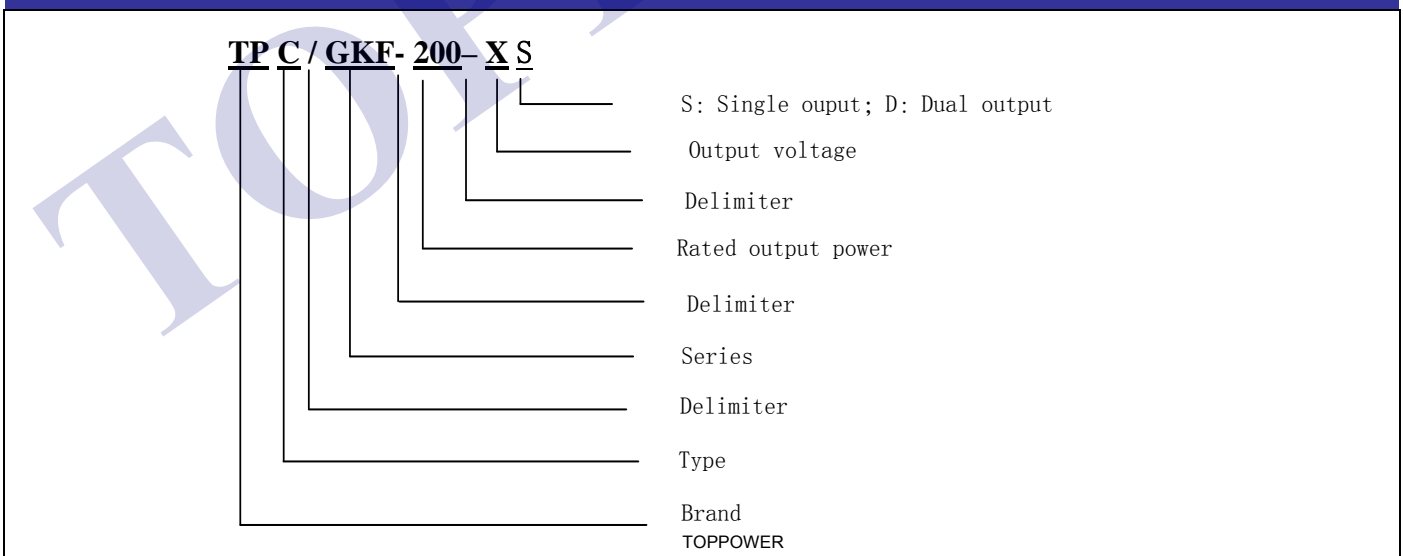 TP C / GKF- 200– X S
S: Single ouput; D: Dual output
Output voltage
Delimiter
Rated output power
Delimiter
Series
Delimiter
Type
Brand
TOPPOWER
TOP